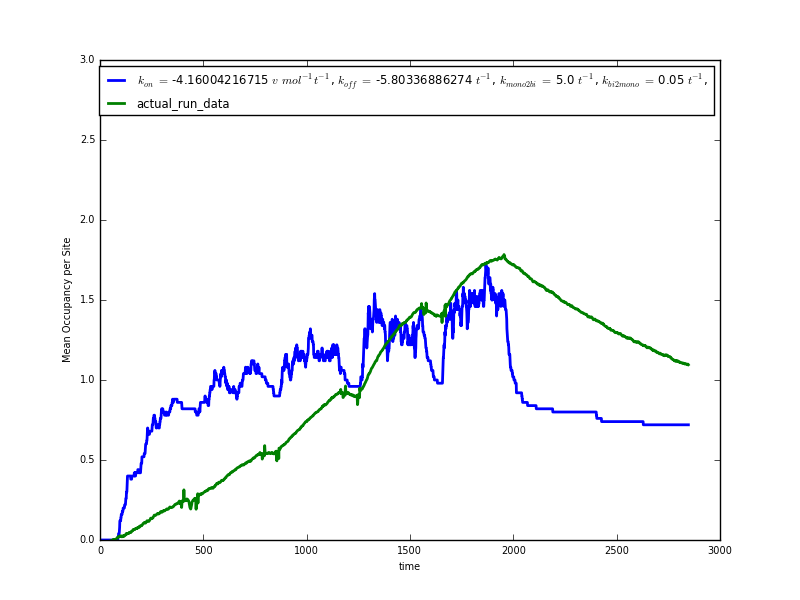 3.0
k_on = -4.16004216715 v mol^−1 t^−1, k_off = -5.80336886274 t^−1, k_mono2bi = 5.0 t^−1, k_bi2mono = 0.05 t^−1,
actual_run_data
2.5
2.0
Mean Occupancy per Site
1.5
1.0
0.5
0.0
0 500 1000 1500 2000 2500 3000
time